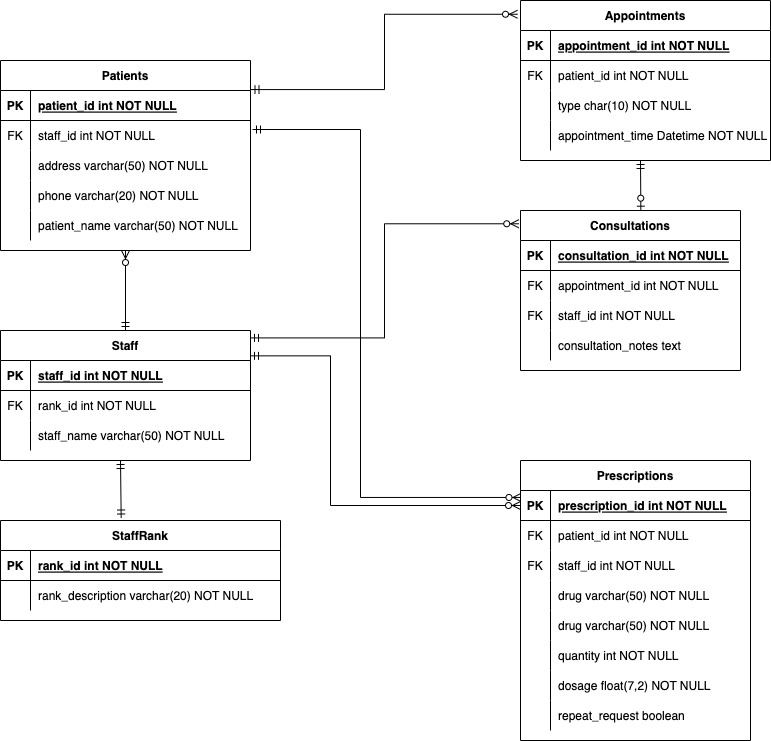 Appointments
PK appointment_id int NOT NULL
FK patient_id int NOT NULL
type char(10) NOT NULL
appointment_time Datetime NOT NULL
Patients
PK patient_id int NOT NULL
FK staff_id int NOT NULL
address varchar(50) NOT NULL
phone varchar(20) NOT NULL
patient_name varchar(50) NOT NULL
Consultations
PK consultation_id int NOT NULL
FK appointment_id int NOT NULL
FK staff_id int NOT NULL
consultation_notes text
Staff
PK staff_id int NOT NULL
FK rank_id int NOT NULL
staff_name varchar(50) NOT NULL
Prescriptions
PK prescription_id int NOT NULL
FK patient_id int NOT NULL
FK staff_id int NOT NULL
drug varchar(50) NOT NULL
drug varchar(50) NOT NULL
quantity int NOT NULL
dosage float(7,2) NOT NULL
repeat_request boolean
StaffRank
PK rank_id int NOT NULL
rank_description varchar(20) NOT NULL